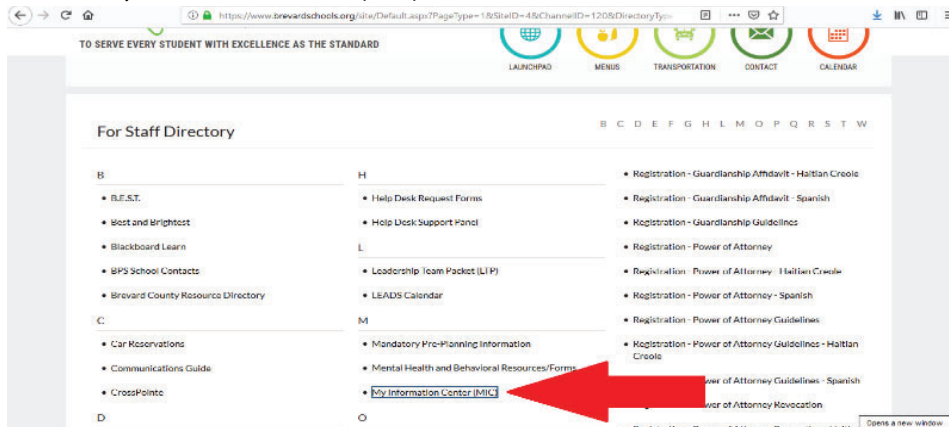 https://www.brevardschools.org/site/Default.aspx?PageType=1&SiteID=4&ChannelID=120&DirectoryType
TO SERVE EVERY STUDENT WITH EXCELLENCE AS THE STANDARD
LAUNCHPAD
MENUS
TRANSPORTATION
CONTACT
CALENDAR
For Staff Directory
B C D E F G H L M O P Q R S T W
B
• B.E.S.T.
• Best and Brightest
• Blackboard Learn
• BPS School Contacts
• Brevard County Resource Directory
C
• Car Reservations
• Communications Guide
• CrossPointe
D
H
• Help Desk Request Forms
• Help Desk Support Panel
L
• Leadership Team Packet (LTP)
• LEADS Calendar
M
• Mandatory Pre-Planning Information
• Mental Health and Behavioral Resources/Forms
• My Information Center (MIC)
O
• Registration - Guardianship Affidavit - Haitian Creole
• Registration - Guardianship Affidavit - Spanish
• Registration - Guardianship Guidelines
• Registration - Power of Attorney
• Registration - Power of Attorney - Haitian Creole
• Registration - Power of Attorney - Spanish
• Registration - Power of Attorney Guidelines
• Registration - Power of Attorney Guidelines - Haitian
Creole
of Attorney Guidelines - Spanish
of Attorney Revocation
Opens a new window